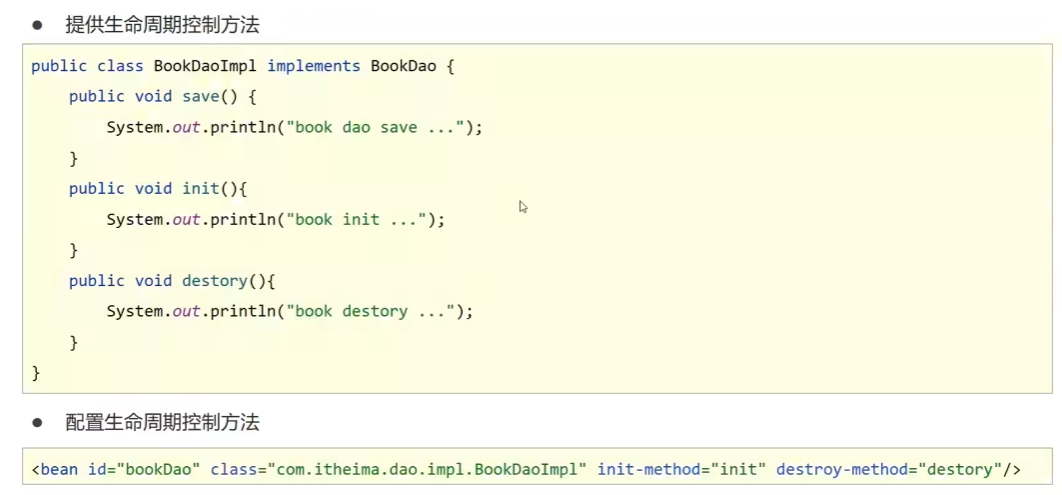 ● 提供生命周期控制方法
public class BookDaoImpl implements BookDao {
    public void save() {
        System.out.println("book dao save ...");
    }
    public void init(){
        System.out.println("book init ...");
    }
    public void destory(){
        System.out.println("book destory ...");
    }
}
● 配置生命周期控制方法
<bean id="bookDao" class="com.itheima.dao.impl.BookDaoImpl" init-method="init" destroy-method="destory"/>